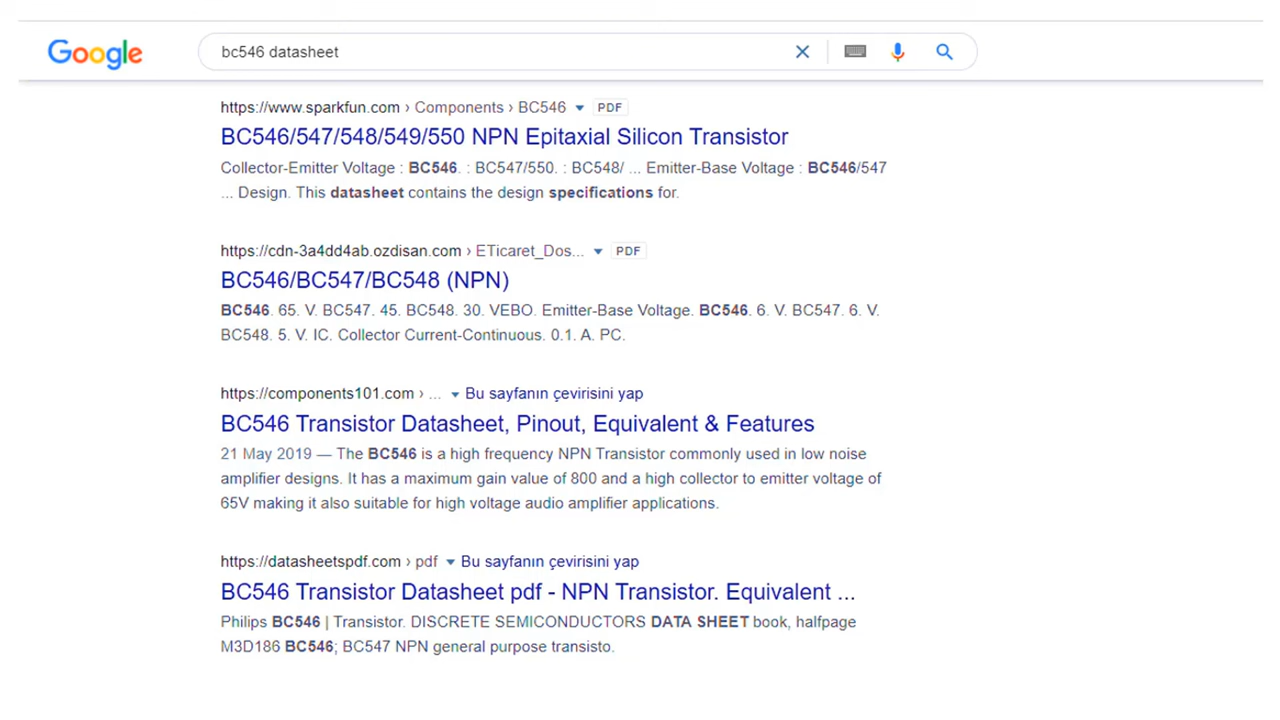 Google
bc546 datasheet
https://www.sparkfun.com › Components › BC546 PDF
BC546/547/548/549/550 NPN Epitaxial Silicon Transistor
Collector-Emitter Voltage : BC546. : BC547/550. : BC548/ ... Emitter-Base Voltage : BC546/547
... Design. This datasheet contains the design specifications for.
https://cdn-3a4dd4ab.ozdisan.com › ETicaret_Dos... PDF
BC546/BC547/BC548 (NPN)
BC546. 65. V. BC547. 45. BC548. 30. VEBO. Emitter-Base Voltage. BC546. 6. V. BC547. 6. V.
BC548. 5. V. IC. Collector Current-Continuous. 0.1. A. PC.
https://components101.com › ... Bu sayfanın çevirisini yap
BC546 Transistor Datasheet, Pinout, Equivalent & Features
21 May 2019 — The BC546 is a high frequency NPN Transistor commonly used in low noise
amplifier designs. It has a maximum gain value of 800 and a high collector to emitter voltage of
65V making it also suitable for high voltage audio amplifier applications.
https://datasheetspdf.com › pdf Bu sayfanın çevirisini yap
BC546 Transistor Datasheet pdf - NPN Transistor. Equivalent ...
Philips BC546 | Transistor. DISCRETE SEMICONDUCTORS DATA SHEET book, halfpage
M3D186 BC546; BC547 NPN general purpose transisto.